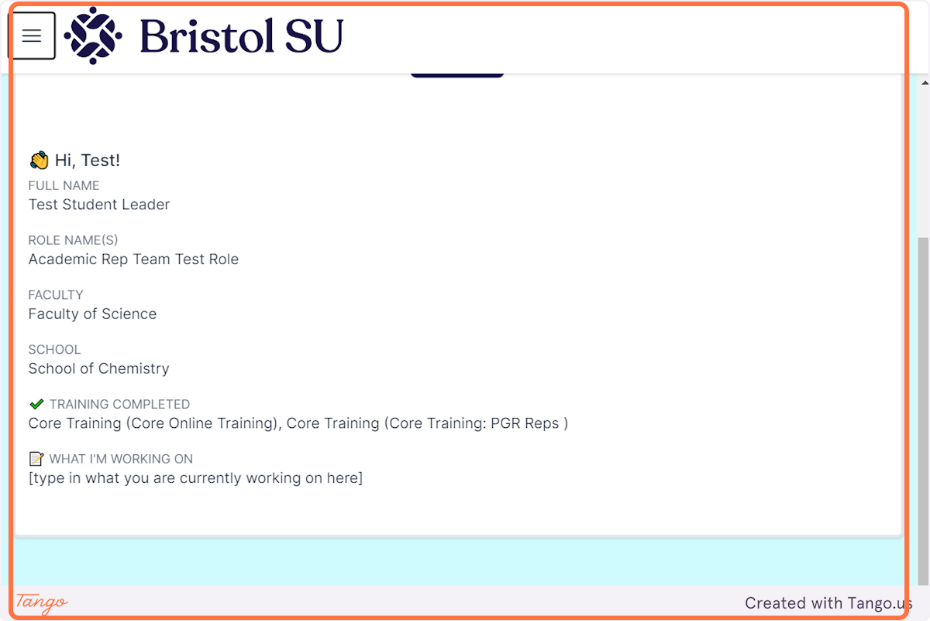 Bristol SU
Hi, Test!
FULL NAME
Test Student Leader
ROLE NAME(S)
Academic Rep Team Test Role
FACULTY
Faculty of Science
SCHOOL
School of Chemistry
TRAINING COMPLETED
Core Training (Core Online Training), Core Training (Core Training: PGR Reps )
WHAT I'M WORKING ON
[type in what you are currently working on here]
Tango
Created with Tango.us